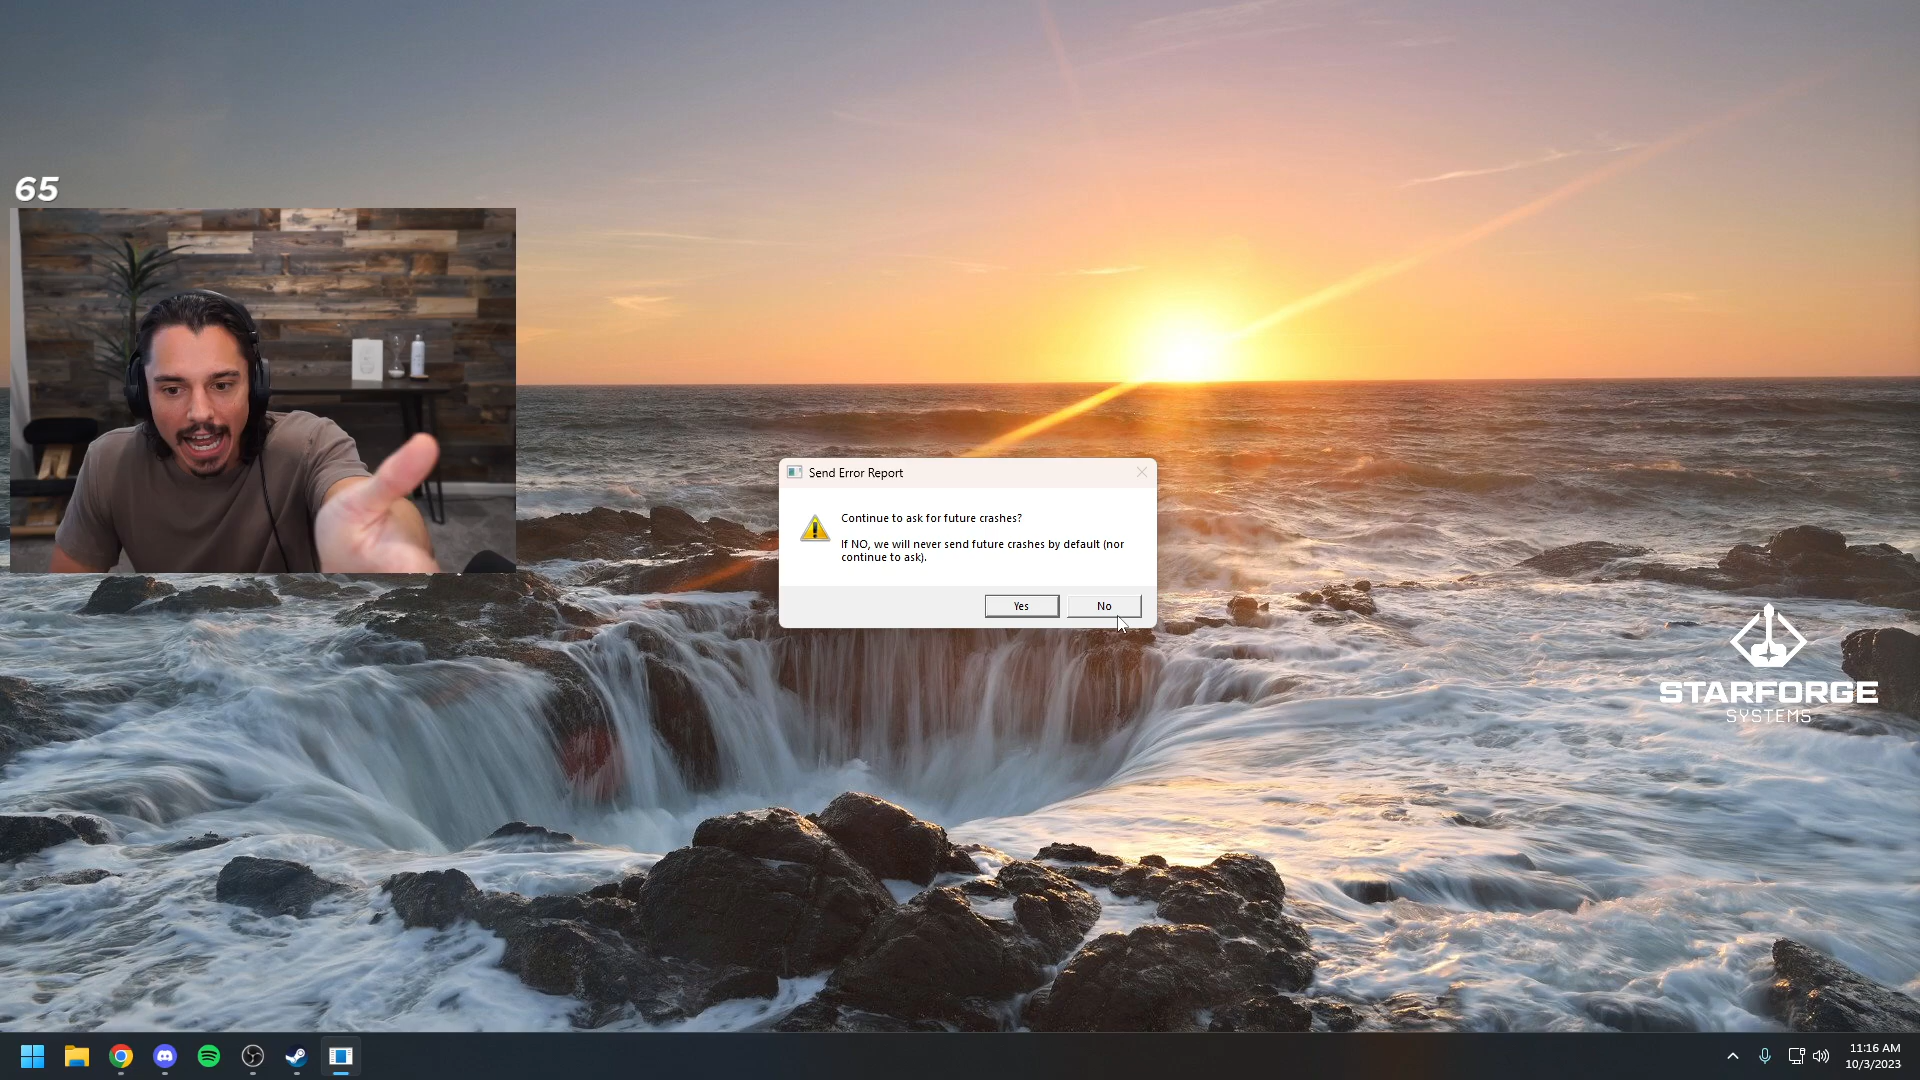 65
Send Error Report
Continue to ask for future crashes?
If NO, we will never send future crashes by default (nor
continue to ask).
Yes
No
STARFORGE
SYSTEMS
11:16 AM
10/3/2023